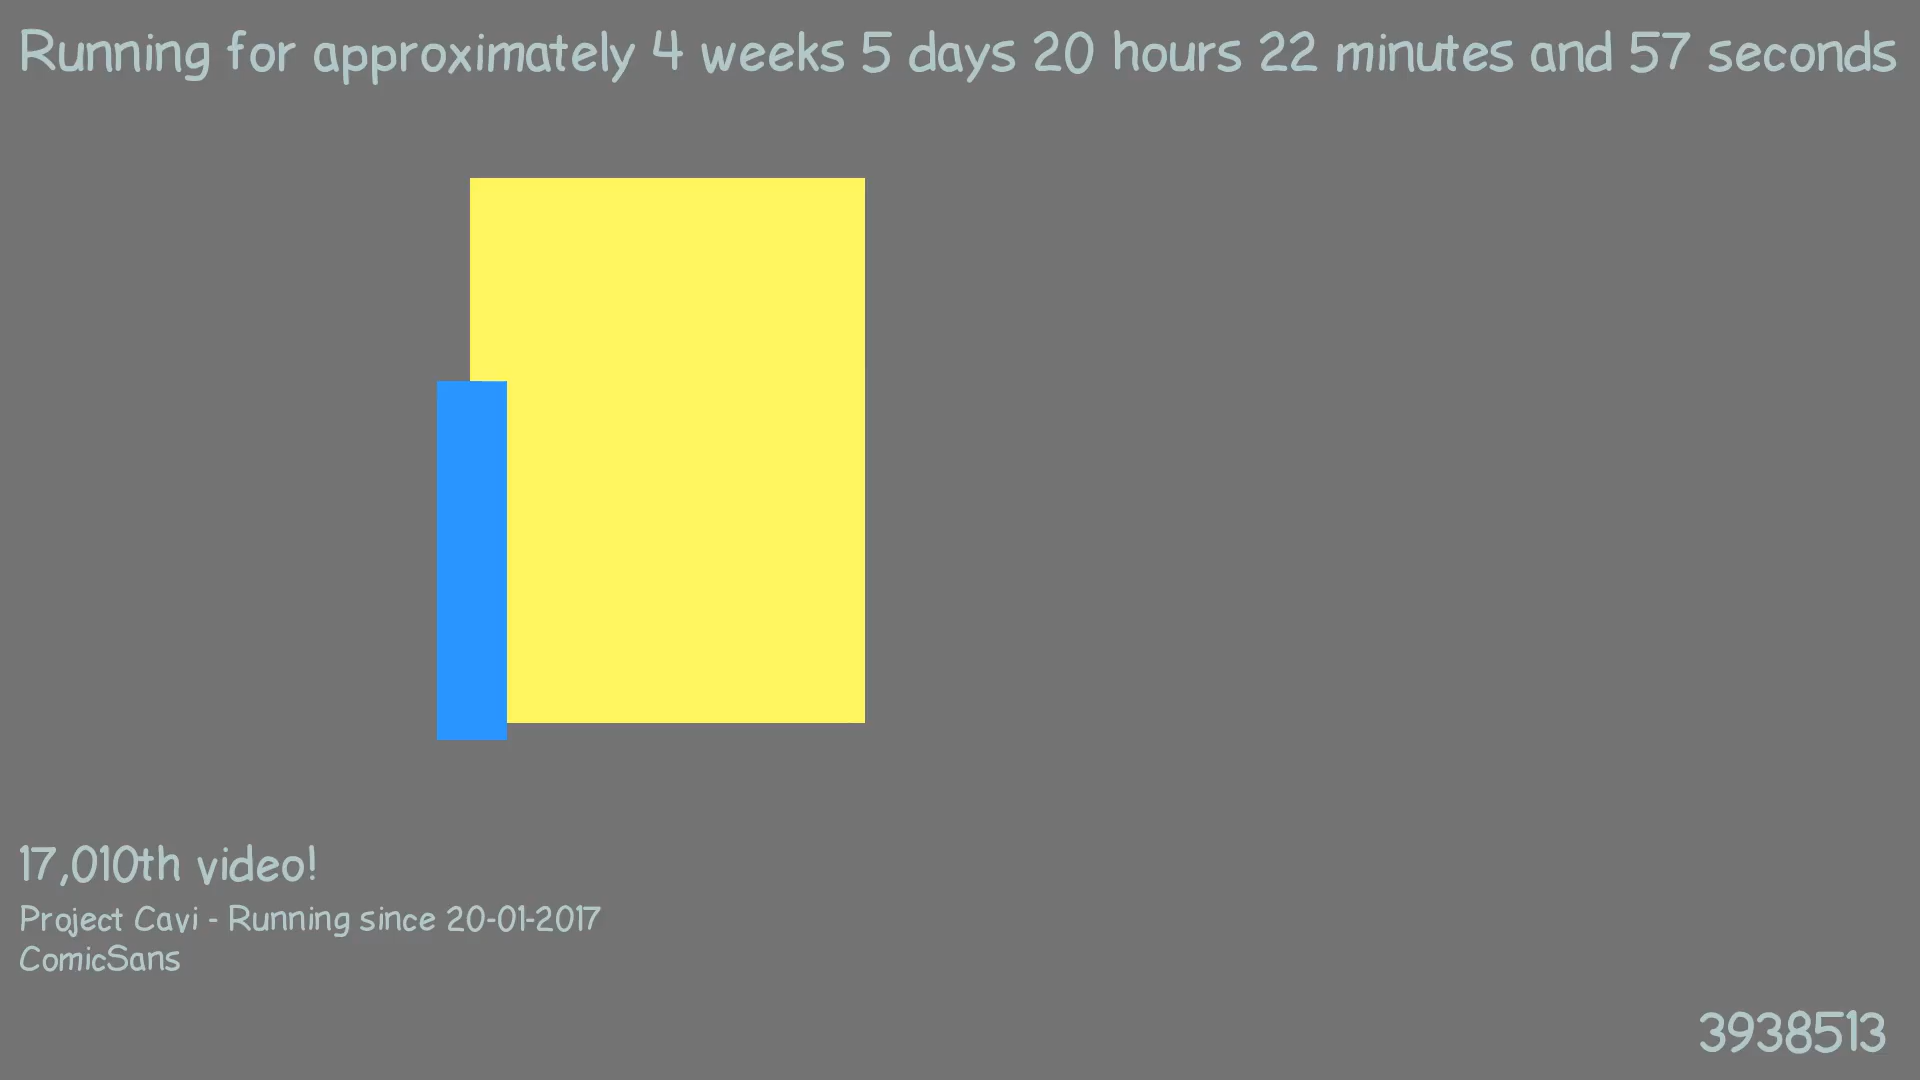 Running for approximately 4 weeks 5 days 20 hours 22 minutes and 57 seconds
17,010th video!
Project Cavi - Running since 20-01-2017
ComicSans
3938513